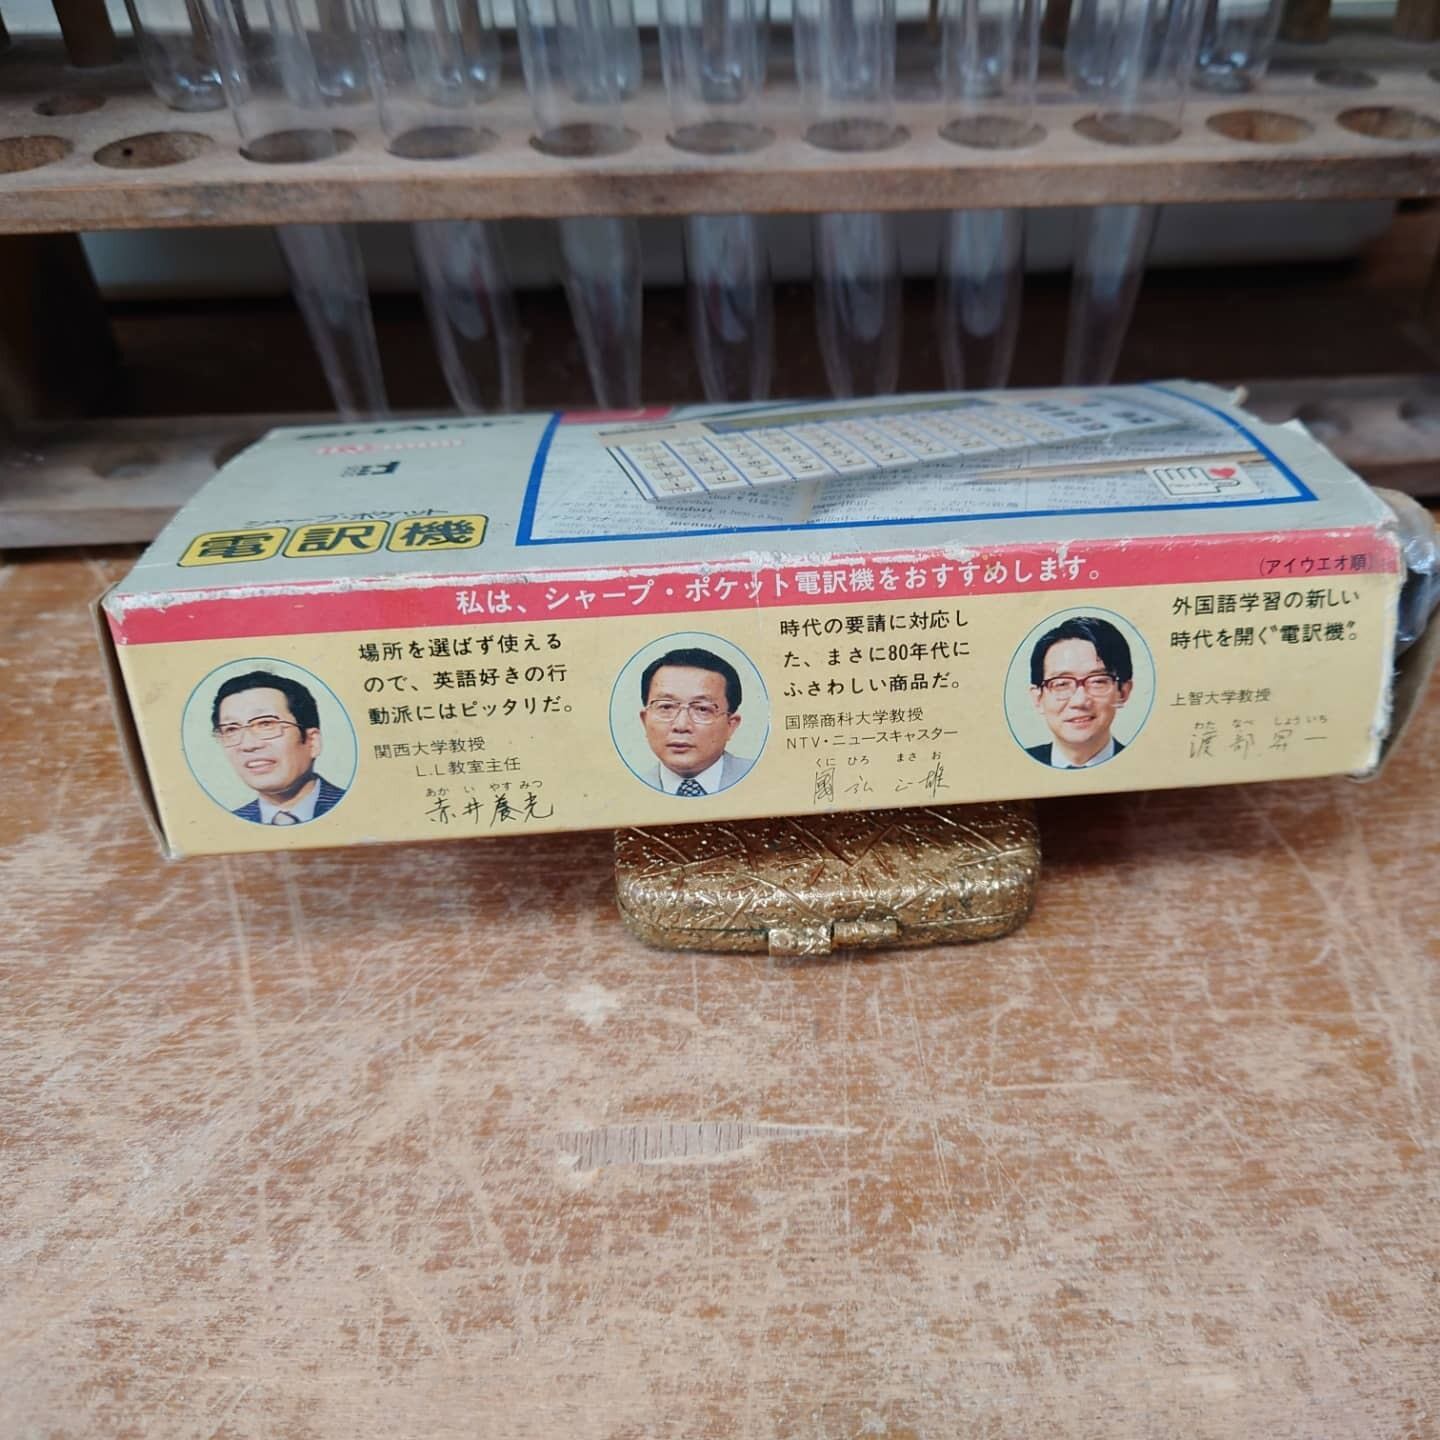 SHARP
シャープ・ポケット
電訳機
私は、シャープ・ポケット電訳機をおすすめします。
(アイウエオ順)
場所を選ばず使える
ので、英語好きの行
動派にはピッタリだ。
関西大学教授
L.L教室主任
あか い やす みつ
赤井養光
時代の要請に対応し
た、まさに80年代に
ふさわしい商品だ。
国際商科大学教授
NTV・ニュースキャスター
くに ひろ まさ お
國弘正雄
外国語学習の新しい
時代を開く"電訳機"。
上智大学教授
わた なべ しょう いち
渡部昇一